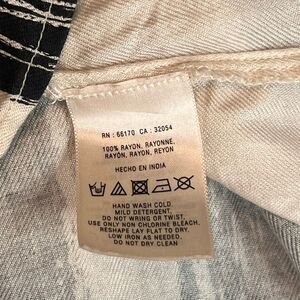 RN : 66170 CA : 32054
100% RAYON, RAYONNE,
RAYÓN, RAYON, REYON
HECHO EN INDIA
HAND WASH COLD.
MILD DETERGENT.
DO NOT WRING OR TWIST.
USE ONLY NON CHLORINE BLEACH.
RESHAPE LAY FLAT TO DRY.
LOW IRON AS NEEDED.
DO NOT DRY CLEAN